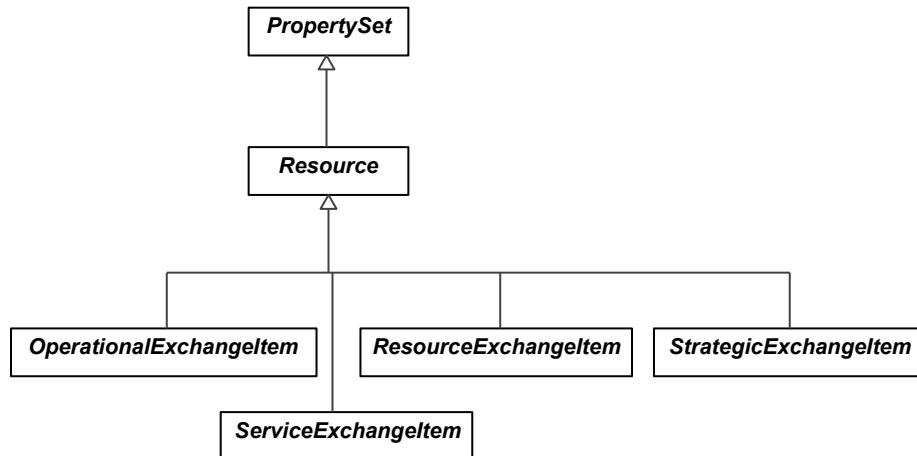 PropertySet
Resource
OperationalExchangeItem
ResourceExchangeItem
StrategicExchangeItem
ServiceExchangeItem